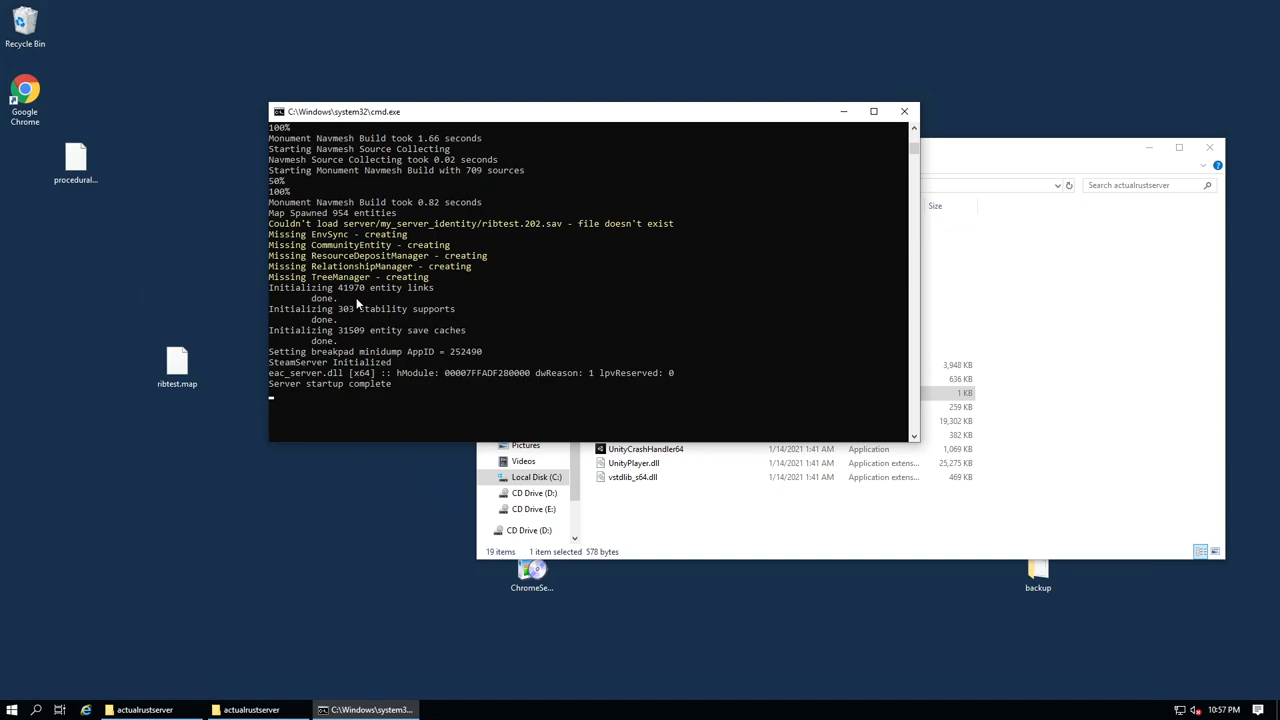 Recycle Bin
Google
Chrome
procedural...
ribtest.map
C:\Windows\system32\cmd.exe
100%
Monument Navmesh Build took 1.66 seconds
Starting Navmesh Source Collecting
Navmesh Source Collecting took 0.02 seconds
Starting Monument Navmesh Build with 709 sources
50%
100%
Monument Navmesh Build took 0.82 seconds
Map Spawned 954 entities
Couldn't load server/my_server_identity/ribtest.202.sav - file doesn't exist
Missing EnvSync - creating
Missing CommunityEntity - creating
Missing ResourceDepositManager - creating
Missing RelationshipManager - creating
Missing TreeManager - creating
Initializing 41970 entity links
done.
Initializing 303 stability supports
done.
Initializing 31509 entity save caches
done.
Setting breakpad minidump AppID = 252490
SteamServer Initialized
eac_server.dll [x64] :: hModule: 00007FFADF280000 dwReason: 1 lpvReserved: 0
Server startup complete
Search actualrustserver
Size
3,948 KB
636 KB
1 KB
259 KB
19,302 KB
382 KB
UnityCrashHandler64 1/14/2021 1:41 AM Application 1,069 KB
UnityPlayer.dll 1/14/2021 1:41 AM Application extens... 25,275 KB
vstdlib_s64.dll 1/14/2021 1:41 AM Application extens... 469 KB
Pictures
Videos
Local Disk (C:)
CD Drive (D:)
CD Drive (E:)
CD Drive (D:)
19 items 1 item selected 578 bytes
ChromeSe...
backup
actualrustserver
actualrustserver
C:\Windows\system3...
10:57 PM